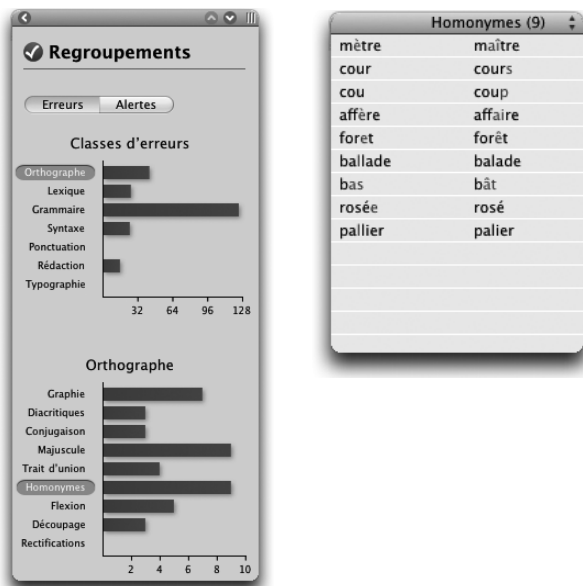 Regroupements
Erreurs Alertes
Classes d'erreurs
Orthographe
Lexique
Grammaire
Syntaxe
Ponctuation
Rédaction
Typographie
32 64 96 128
Orthographe
Graphie
Diacritiques
Conjugaison
Majuscule
Trait d'union
Homonymes
Flexion
Découpage
Rectifications
2 4 6 8 10
Homonymes (9)
mètre maître
cour cours
cou coup
affère affaire
foret forêt
ballade balade
bas bât
rosée rosé
pallier palier